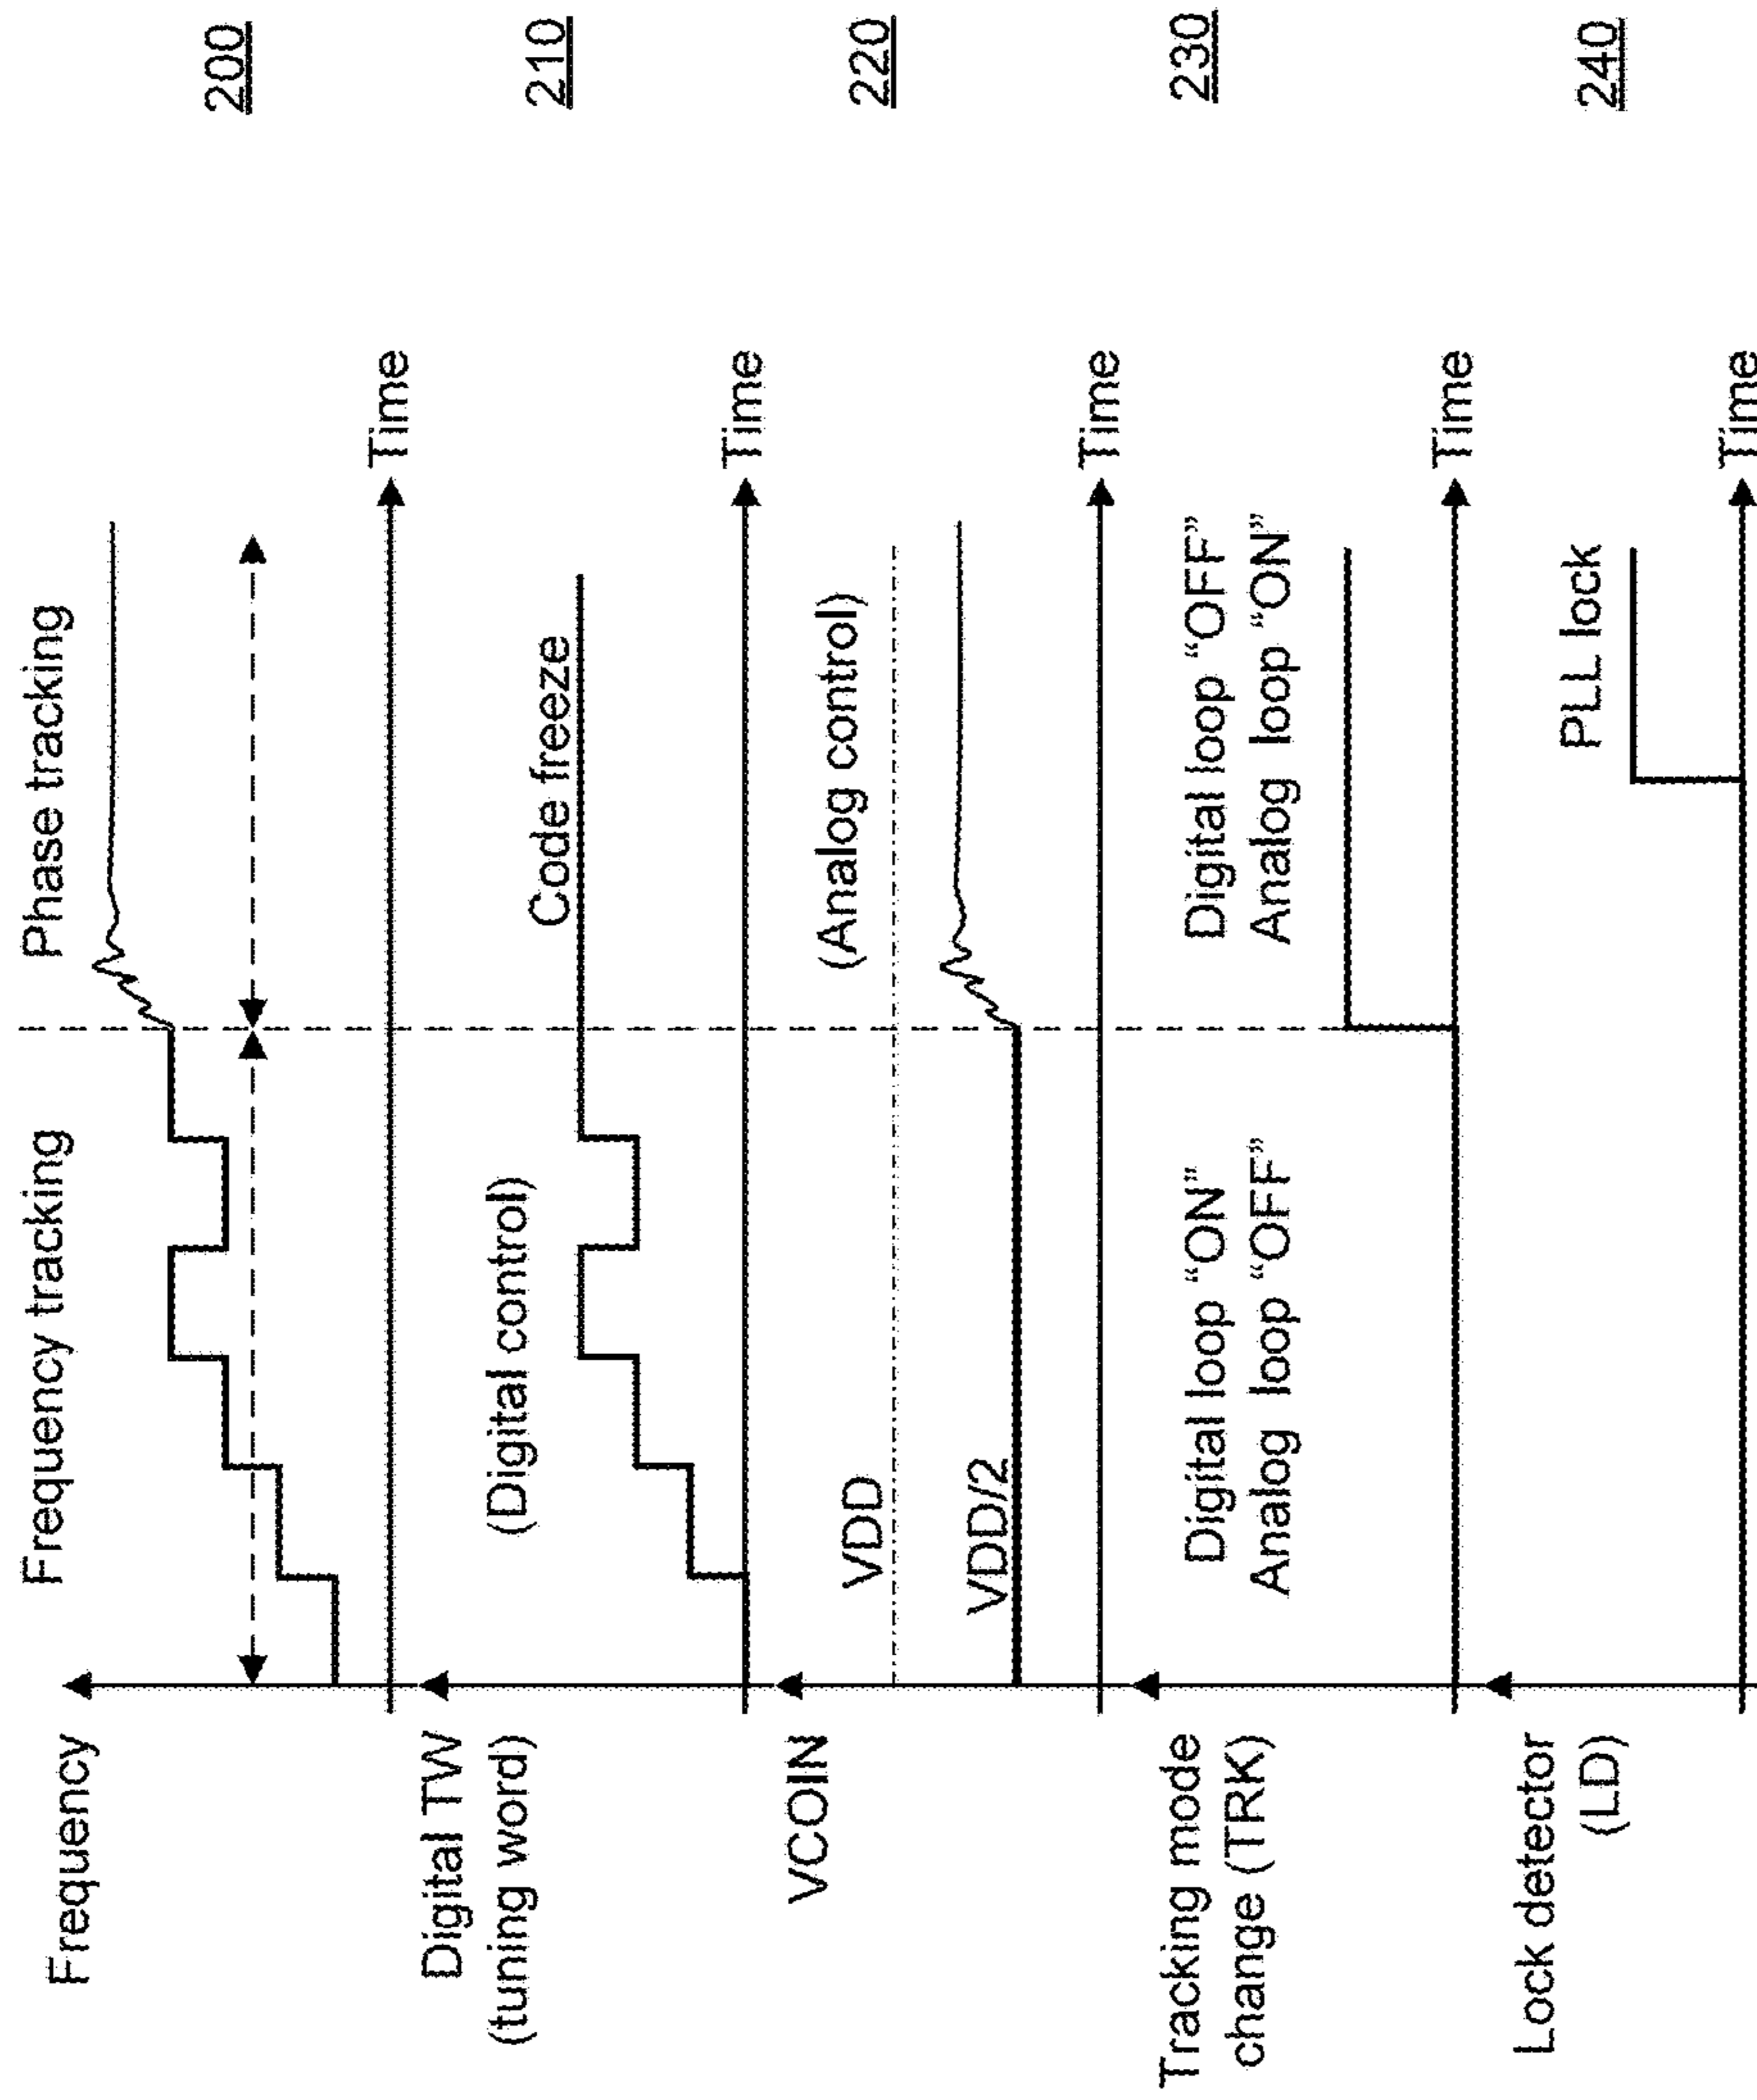 Frequency
Frequency tracking
Phase tracking
200
Time
Digital TW
(tuning word)
(Digital control)
Code freeze
210
Time
VCOIN
VDD
(Analog control)
220
VDD/2
Time
Tracking mode
change (TRK)
Digital loop “ON”
Analog loop “OFF”
Digital loop “OFF”
Analog loop “ON”
230
Time
Lock detector
(LD)
PLL lock
240
Time